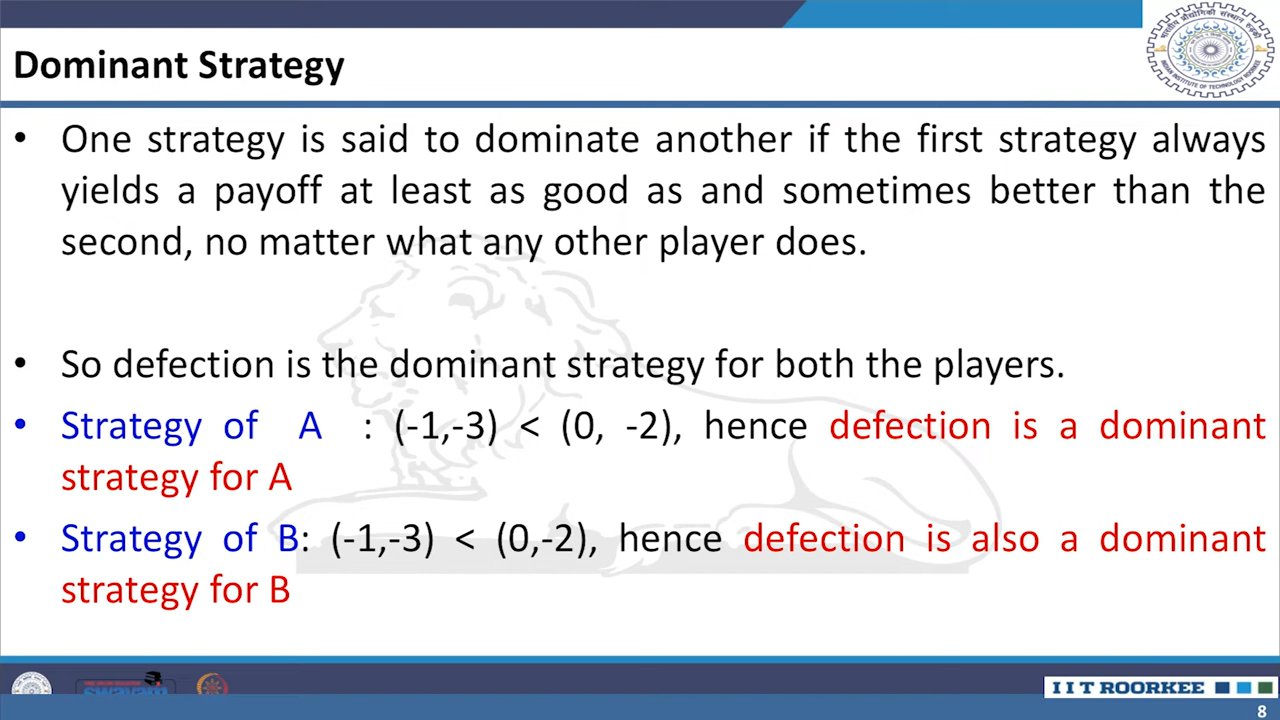 Dominant Strategy
• One strategy is said to dominate another if the first strategy always
yields a payoff at least as good as and sometimes better than the
second, no matter what any other player does.
• So defection is the dominant strategy for both the players.
• Strategy of A : (-1,-3) < (0, -2), hence defection is a dominant
strategy for A
• Strategy of B: (-1,-3) < (0,-2), hence defection is also a dominant
strategy for B
swayam
I I T ROORKEE
8